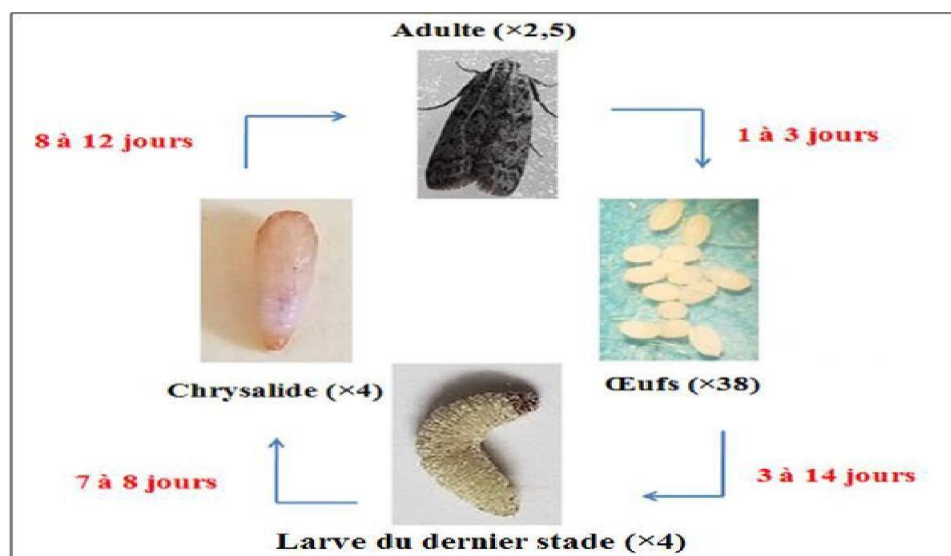 Adulte (×2,5)
8 à 12 jours
1 à 3 jours
Chrysalide (×4)
Œufs (×38)
7 à 8 jours
3 à 14 jours
Larve du dernier stade (×4)